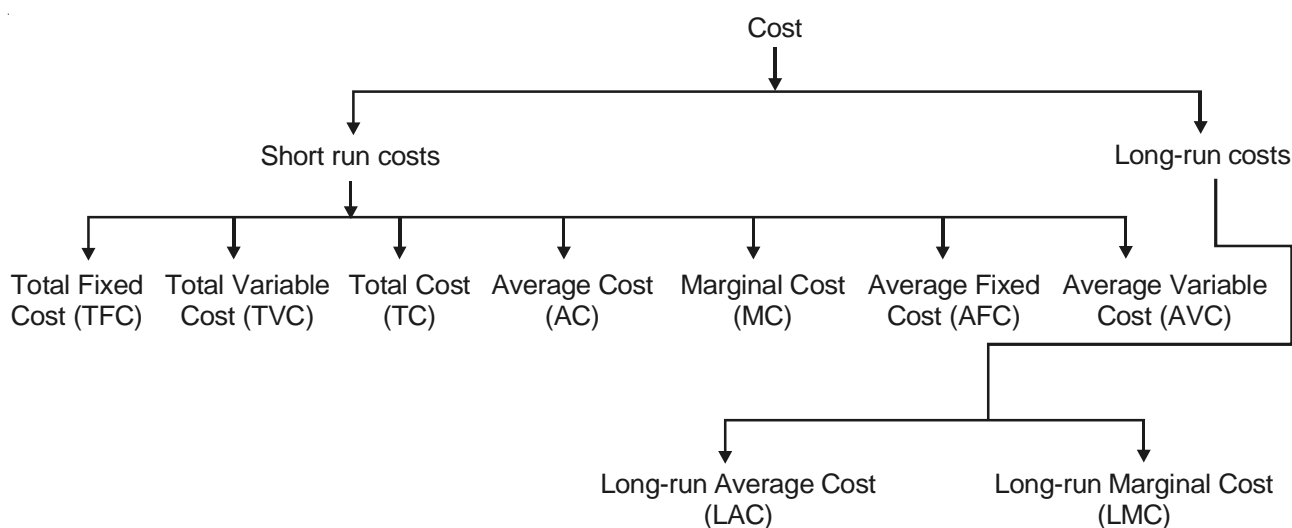 Cost
Short run costs
Long-run costs
Total Fixed
Cost (TFC)
Total Variable
Cost (TVC)
Total Cost
(TC)
Average Cost
(AC)
Marginal Cost
(MC)
Average Fixed
Cost (AFC)
Average Variable
Cost (AVC)
Long-run Average Cost
(LAC)
Long-run Marginal Cost
(LMC)